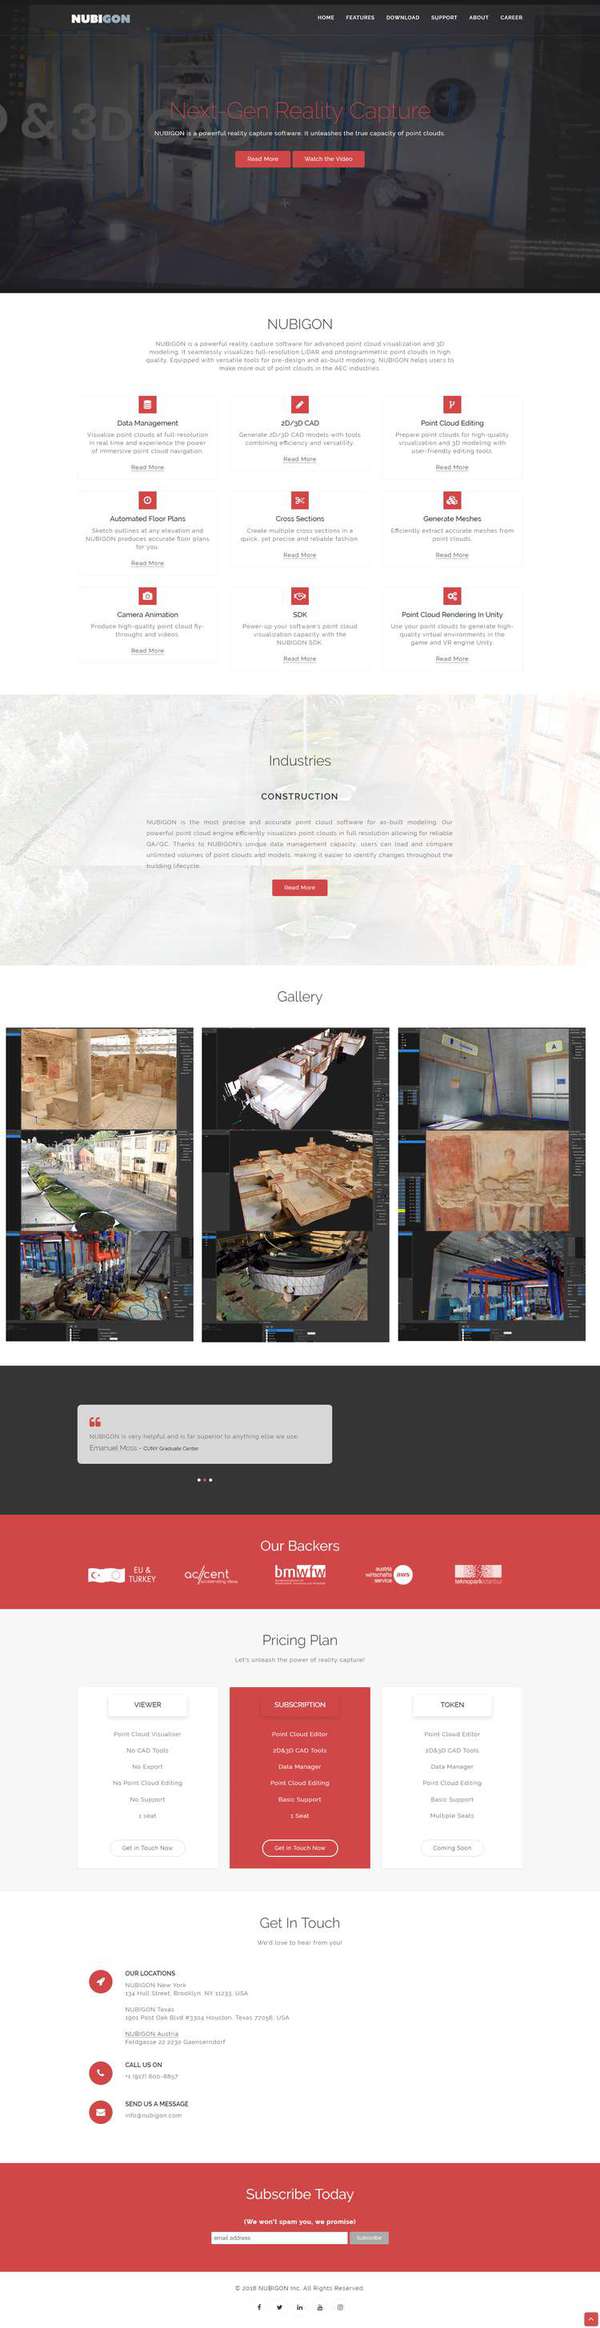 NUBIGON
HOME FEATURES DOWNLOAD SUPPORT ABOUT CAREER
D & 3D CAD
Next-Gen Reality Capture
NUBIGON is a powerful reality capture software. It unleashes the true capacity of point clouds.
Read More Watch the Video
NUBIGON
NUBIGON is a powerful reality capture software for advanced point cloud visualization and 3D
modeling. It seamlessly visualizes full-resolution LiDAR and photogrammetric point clouds in high
quality. Equipped with versatile tools for pre-design and as-built modeling, NUBIGON helps users to
make more out of point clouds in the AEC industries.
Data Management
Visualize point clouds at full-resolution
in real time and experience the power
of immersive point cloud navigation.
Read More
2D/3D CAD
Generate 2D/3D CAD models with tools
combining efficiency and versatility.
Read More
Point Cloud Editing
Prepare point clouds for high-quality
visualization and 3D modeling with
user-friendly editing tools.
Read More
Automated Floor Plans
Sketch outlines at any elevation and
NUBIGON produces accurate floor plans
for you.
Read More
Cross Sections
Create multiple cross sections in a
quick, yet precise and reliable fashion.
Read More
Generate Meshes
Efficiently extract accurate meshes from
point clouds.
Read More
Camera Animation
Produce high-quality point cloud fly-
throughs and videos.
Read More
SDK
Power-up your software's point cloud
visualization capacity with the
NUBIGON SDK.
Read More
Point Cloud Rendering In Unity
Use your point clouds to generate high-
quality virtual environments in the
game and VR engine Unity.
Read More
Industries
CONSTRUCTION
NUBIGON is the most precise and accurate point cloud software for as-built modeling. Our
powerful point cloud engine efficiently visualizes point clouds in full resolution allowing for reliable
QA/QC. Thanks to NUBIGON's unique data management capacity, users can load and compare
unlimited volumes of point clouds and models, making it easier to identify changes throughout the
building lifecycle.
Read More
Gallery
A
NUBIGON is very helpful and is far superior to anything else we use.
Emanuel Moss - CUNY Graduate Center
Our Backers
EU &
TURKEY
ac/cent
accelerating ideas
bmwfw
austria
wirtschafts
service
aws
teknoparkistanbul
Pricing Plan
Let's unleash the power of reality capture!
VIEWER
Point Cloud Visualiser
No CAD Tools
No Export
No Point Cloud Editing
No Support
1 seat
Get in Touch Now
SUBSCRIPTION
Point Cloud Editor
2D&3D CAD Tools
Data Manager
Point Cloud Editing
Basic Support
1 Seat
Get in Touch Now
TOKEN
Point Cloud Editor
2D&3D CAD Tools
Data Manager
Point Cloud Editing
Basic Support
Multiple Seats
Coming Soon
Get In Touch
We'd love to hear from you!
OUR LOCATIONS
NUBIGON New York
134 Hull Street, Brooklyn, NY 11233, USA
NUBIGON Texas
1901 Post Oak Blvd #3304 Houston, Texas 77056, USA
NUBIGON Austria
Feldgasse 22 2230 Gaenserndorf
CALL US ON
+1 (917) 600-8857
SEND US A MESSAGE
info@nubigon.com
Subscribe Today
(We won't spam you, we promise)
email address
Subscribe
© 2018 NUBIGON Inc. All Rights Reserved.